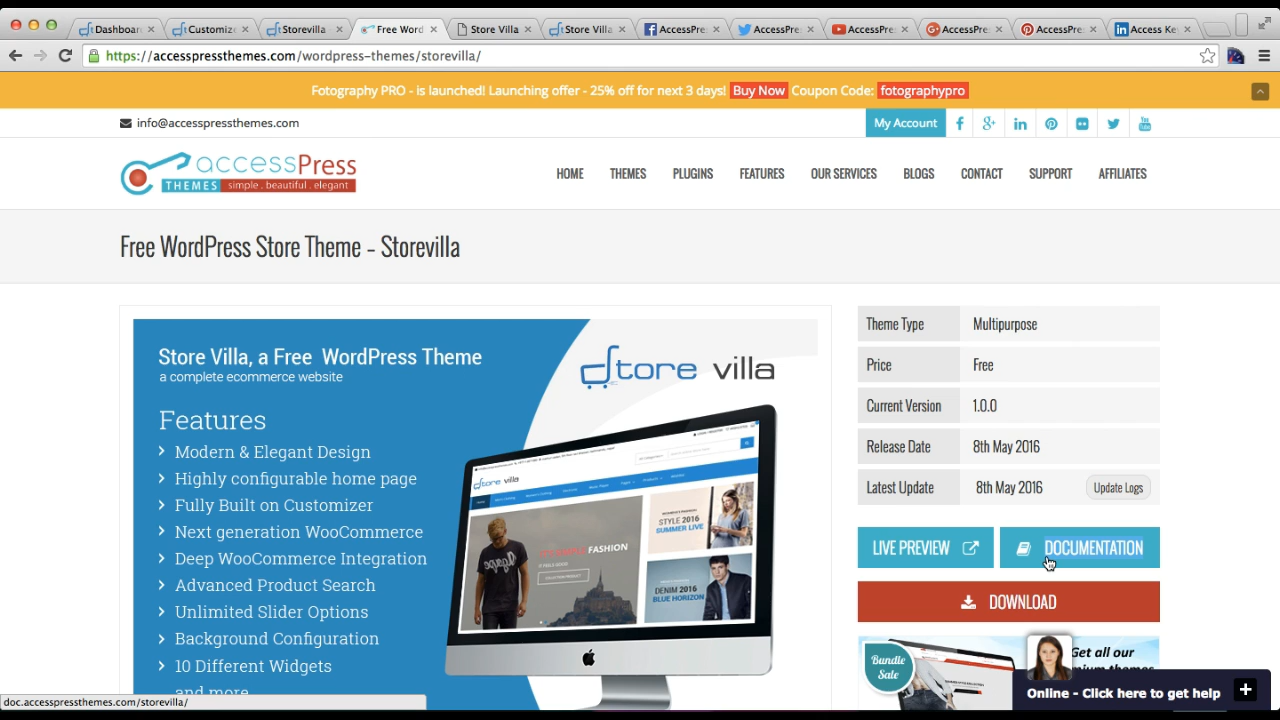 Dashboar
Customiz
Storevilla
Free Word
Store Villa
Store Vill
AccessPre
AccessPre
AccessPre
AccessPre
AccessPre
Access Ke
https://accesspressthemes.com/wordpress-themes/storevilla/
Fotography PRO - is launched! Launching offer - 25% off for next 3 days! Buy Now Coupon Code: fotographypro
info@accesspressthemes.com
My Account
accessPress
THEMES simple . beautiful . elegant
HOME THEMES PLUGINS FEATURES OUR SERVICES BLOGS CONTACT SUPPORT AFFILIATES
Free WordPress Store Theme – Storevilla
Store Villa, a Free WordPress Theme
a complete ecommerce website
Features
Modern & Elegant Design
Highly configurable home page
Fully Built on Customizer
Next generation WooCommerce
Deep WooCommerce Integration
Advanced Product Search
Unlimited Slider Options
Background Configuration
10 Different Widgets
and more
store villa
store villa
FASHION
STYLE 2016
SUMMER LIVE
DENIM 2016
BLUE HORIZON
Theme Type Multipurpose
Price Free
Current Version 1.0.0
Release Date 8th May 2016
Latest Update 8th May 2016 Update Logs
LIVE PREVIEW
DOCUMENTATION
DOWNLOAD
Bundle
Sale
Get all our
themes
Online - Click here to get help
doc.accesspressthemes.com/storevilla/